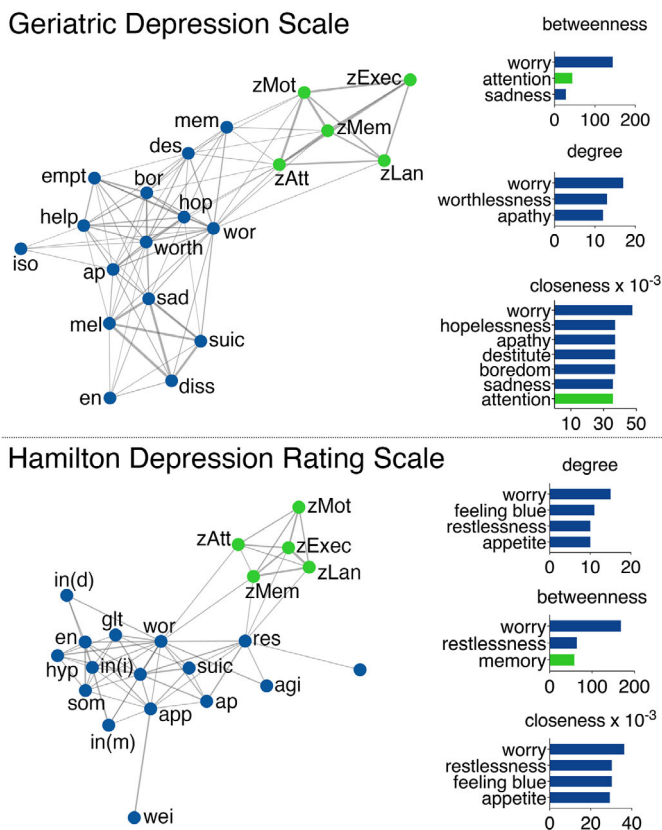 Geriatric Depression Scale
zMot
zExec
mem
zMem
des
zAtt
zLan
empt
bor
hop
help
wor
worth
iso
ap
sad
mel
suic
diss
en
betweenness
worry
attention
sadness
0 100 200
degree
worry
worthlessness
apathy
0 10 20
closeness x 10-3
worry
hopelessness
apathy
destitute
boredom
sadness
attention
10 30 50
Hamilton Depression Rating Scale
zMot
zAtt
zExec
zLan
zMem
in(d)
glt
wor
en
res
hyp
in(i)
suic
som
agi
ap
app
in(m)
wei
degree
worry
feeling blue
restlessness
appetite
0 10 20
betweenness
worry
restlessness
memory
0 100 200
closeness x 10-3
worry
restlessness
feeling blue
appetite
0 20 40